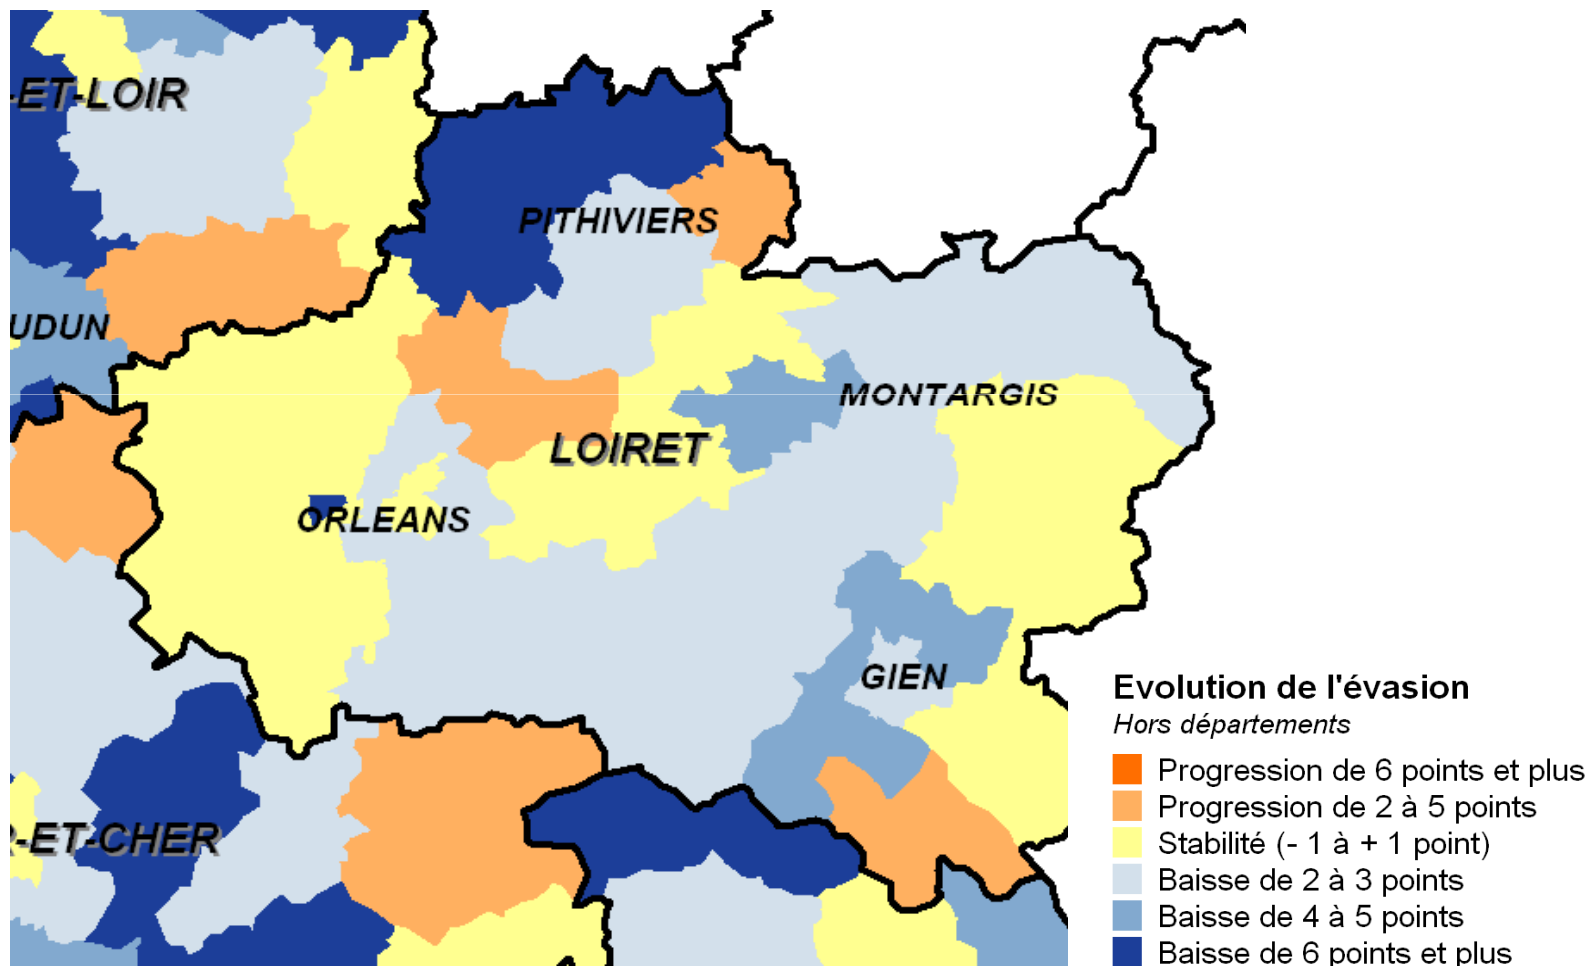 -ET-LOIR
PITHIVIERS
UDUN
MONTARGIS
LOIRET
ORLEANS
GIEN
R-ET-CHER
Evolution de l'évasion
Hors départements
Progression de 6 points et plus
Progression de 2 à 5 points
Stabilité (- 1 à + 1 point)
Baisse de 2 à 3 points
Baisse de 4 à 5 points
Baisse de 6 points et plus